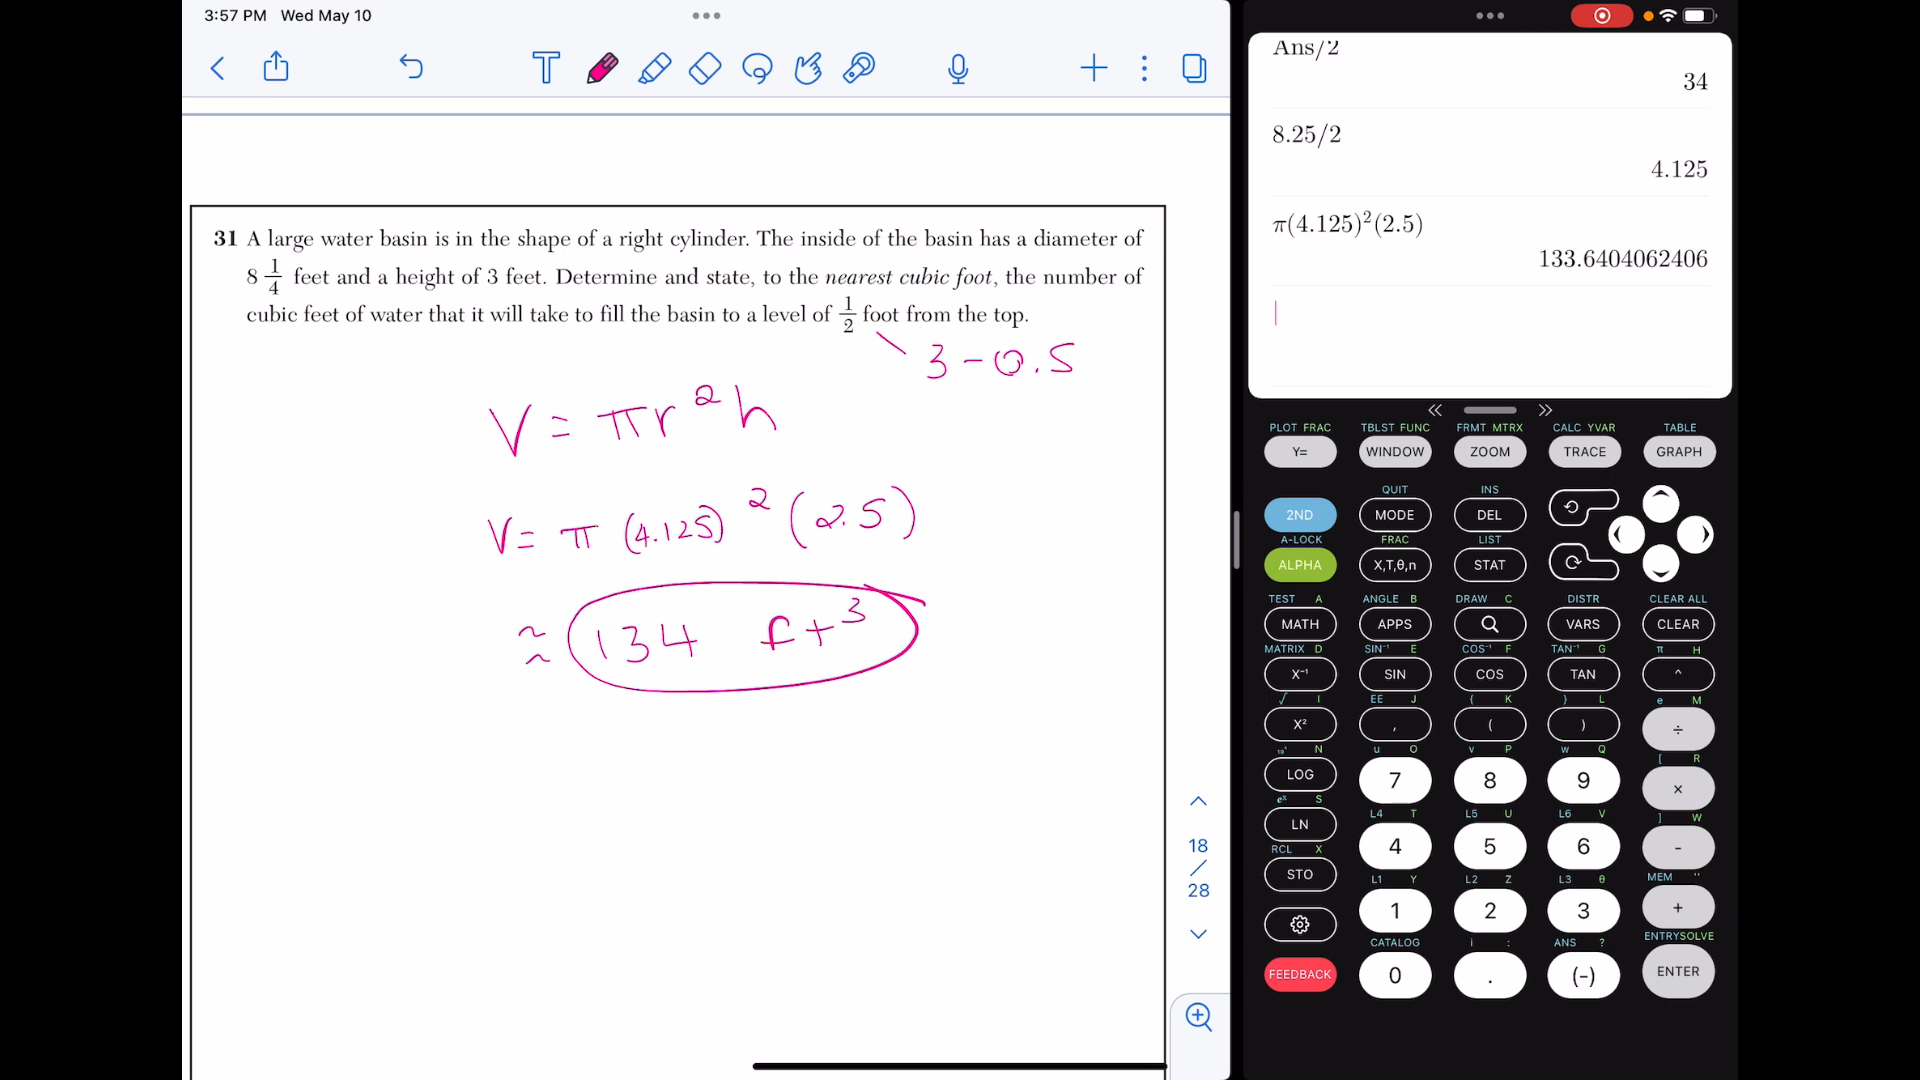 3:57 PM Wed May 10
T
31 A large water basin is in the shape of a right cylinder. The inside of the basin has a diameter of
8 1/4 feet and a height of 3 feet. Determine and state, to the nearest cubic foot, the number of
cubic feet of water that it will take to fill the basin to a level of 1/2 foot from the top.
3 - 0.5
V = πr²h
V = π (4.125)² (2.5)
≈ 134 ft³
18
/
28
Ans/2
34
8.25/2
4.125
π(4.125)²(2.5)
133.6404062406
PLOT FRAC TBLST FUNC FRMT MTRX CALC YVAR TABLE
Y= WINDOW ZOOM TRACE GRAPH
QUIT INS
2ND MODE DEL
A-LOCK FRAC LIST
ALPHA X,T,θ,n STAT
TEST A ANGLE B DRAW C DISTR CLEAR ALL
MATH APPS VARS CLEAR
MATRIX D SIN⁻¹ E COS⁻¹ F TAN⁻¹ G π H
X⁻¹ SIN COS TAN ^
√ I EE J { K } L e M
X² , ( ) ÷
10ˣ N u O v P w Q [ R
LOG 7 8 9 ×
eˣ S L4 T L5 U L6 V ] W
LN 4 5 6 -
RCL X L1 Y L2 Z L3 θ MEM "
STO 1 2 3 +
CATALOG i : ANS ? ENTRY SOLVE
FEEDBACK 0 . (-) ENTER